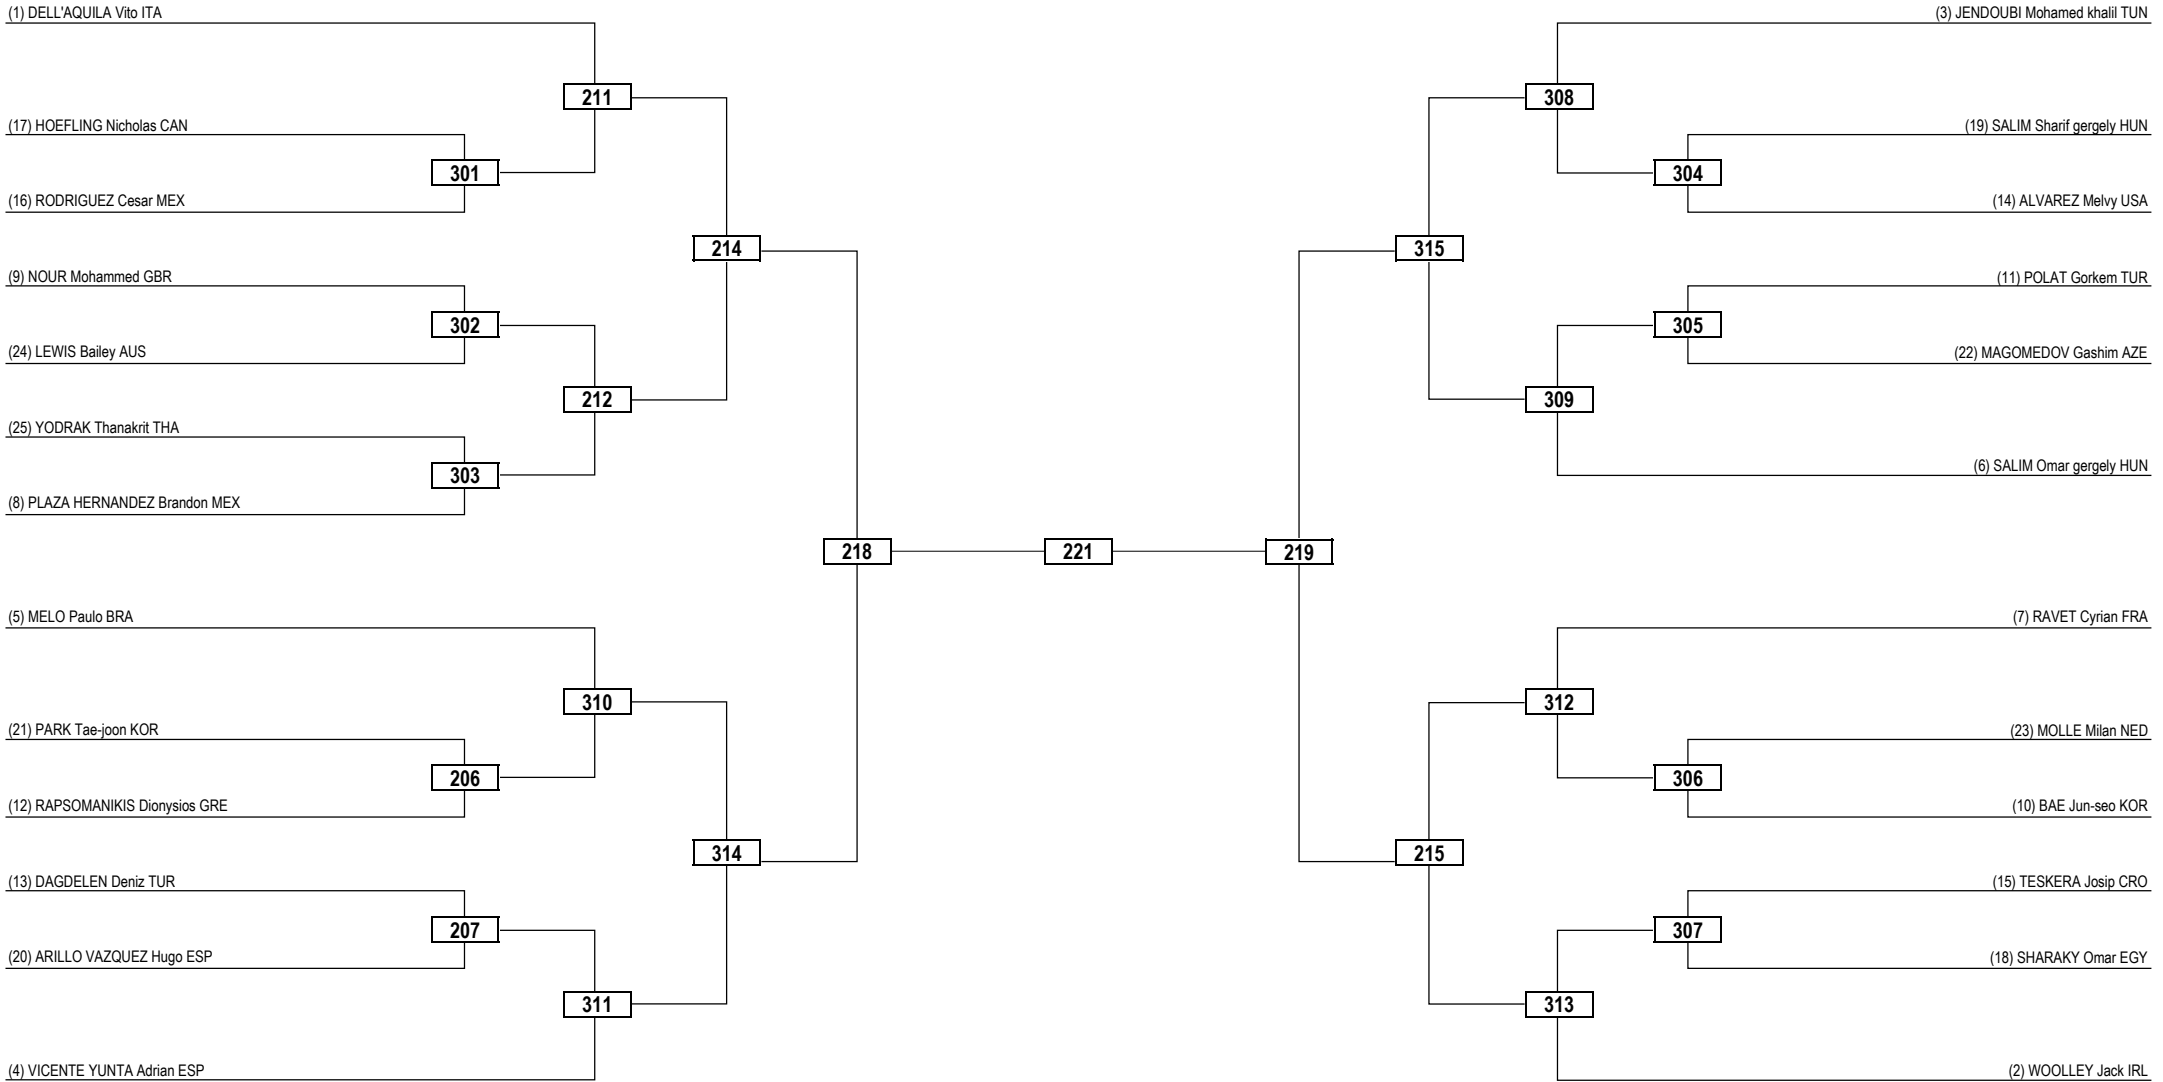 (1) DELL'AQUILA Vito ITA
211
(17) HOEFLING Nicholas CAN
301
(16) RODRIGUEZ Cesar MEX
214
(9) NOUR Mohammed GBR
302
(24) LEWIS Bailey AUS
212
(25) YODRAK Thanakrit THA
303
(8) PLAZA HERNANDEZ Brandon MEX
218
(5) MELO Paulo BRA
310
(21) PARK Tae-joon KOR
206
(12) RAPSOMANIKIS Dionysios GRE
314
(13) DAGDELEN Deniz TUR
207
(20) ARILLO VAZQUEZ Hugo ESP
311
(4) VICENTE YUNTA Adrian ESP
221
(3) JENDOUBI Mohamed khalil TUN
308
(19) SALIM Sharif gergely HUN
304
(14) ALVAREZ Melvy USA
315
(11) POLAT Gorkem TUR
305
(22) MAGOMEDOV Gashim AZE
309
(6) SALIM Omar gergely HUN
219
(7) RAVET Cyrian FRA
312
(23) MOLLE Milan NED
306
(10) BAE Jun-seo KOR
215
(15) TESKERA Josip CRO
307
(18) SHARAKY Omar EGY
313
(2) WOOLLEY Jack IRL